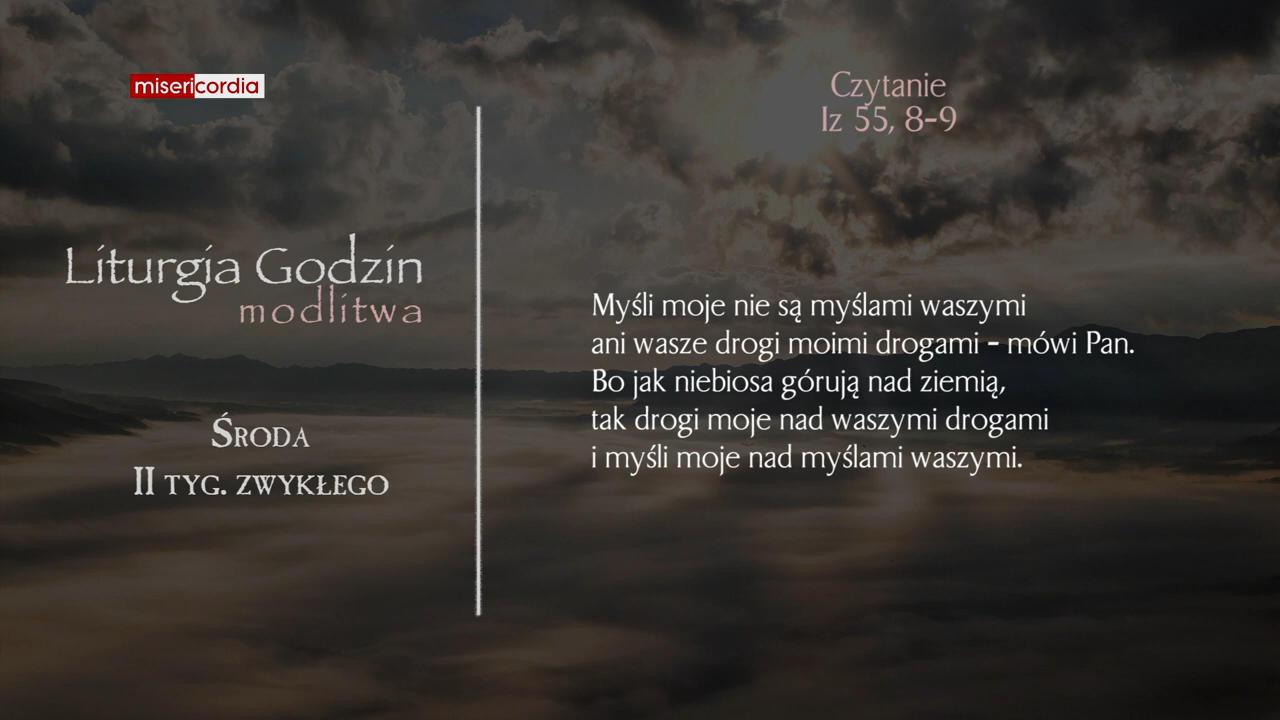 misericordia
Liturgia Godzin
modlitwa
Środa
II tyg. zwykłego
Czytanie
Iz 55, 8-9
Myśli moje nie są myślami waszymi
ani wasze drogi moimi drogami - mówi Pan.
Bo jak niebiosa górują nad ziemią,
tak drogi moje nad waszymi drogami
i myśli moje nad myślami waszymi.